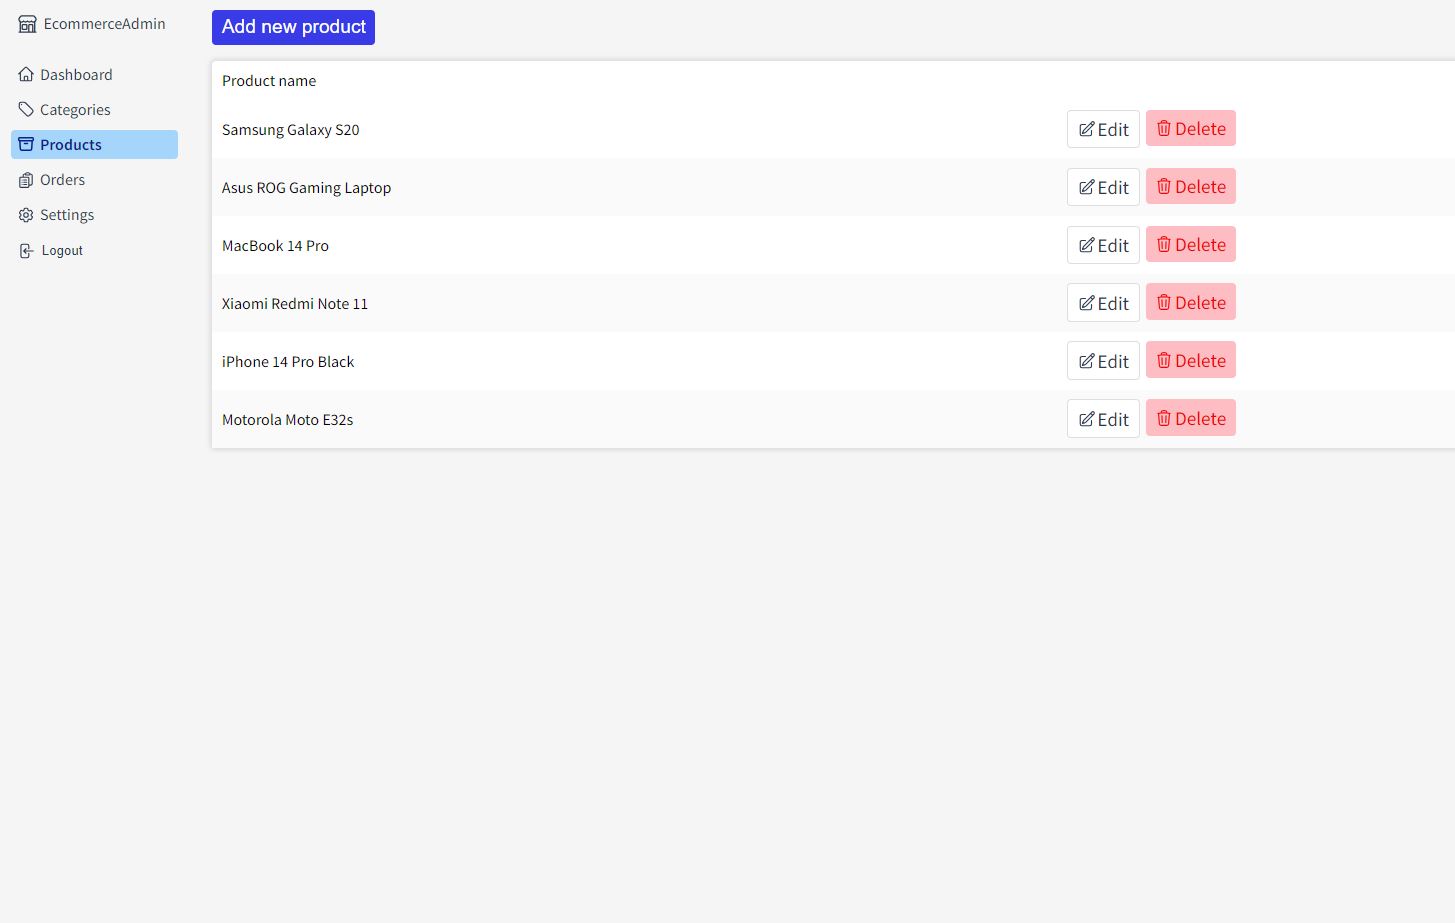 EcommerceAdmin
Dashboard
Categories
Products
Orders
Settings
Logout
Add new product
Product name
Samsung Galaxy S20 Edit Delete
Asus ROG Gaming Laptop Edit Delete
MacBook 14 Pro Edit Delete
Xiaomi Redmi Note 11 Edit Delete
iPhone 14 Pro Black Edit Delete
Motorola Moto E32s Edit Delete